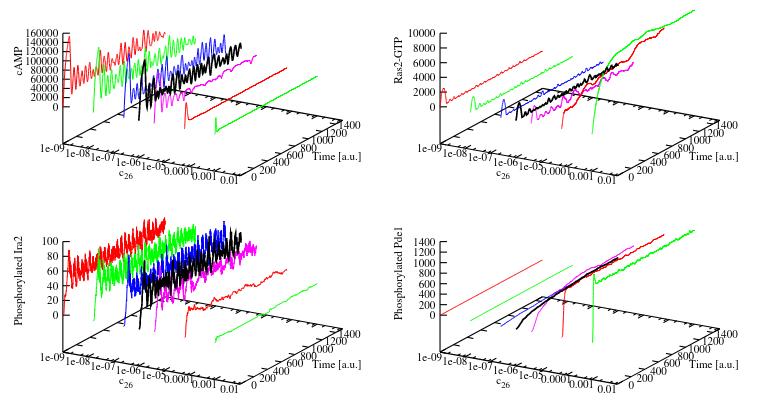 cAMP
160000
140000
120000
100000
80000
60000
40000
20000
0
1e-09
1e-08
1e-07
1e-06
1e-05
0.0001
0.001
0.01
c26
0
200
400
600
800
1000
1200
1400
Time [a.u.]
Ras2-GTP
10000
8000
6000
4000
2000
0
1e-09
1e-08
1e-07
1e-06
1e-05
0.0001
0.001
0.01
c26
0
200
400
600
800
1000
1200
1400
Time [a.u.]
Phosphorylated Ira2
100
80
60
40
20
0
1e-09
1e-08
1e-07
1e-06
1e-05
0.0001
0.001
0.01
c26
0
200
400
600
800
1000
1200
1400
Time [a.u.]
Phosphorylated Pde1
1400
1200
1000
800
600
400
200
0
1e-09
1e-08
1e-07
1e-06
1e-05
0.0001
0.001
0.01
c26
0
200
400
600
800
1000
1200
1400
Time [a.u.]